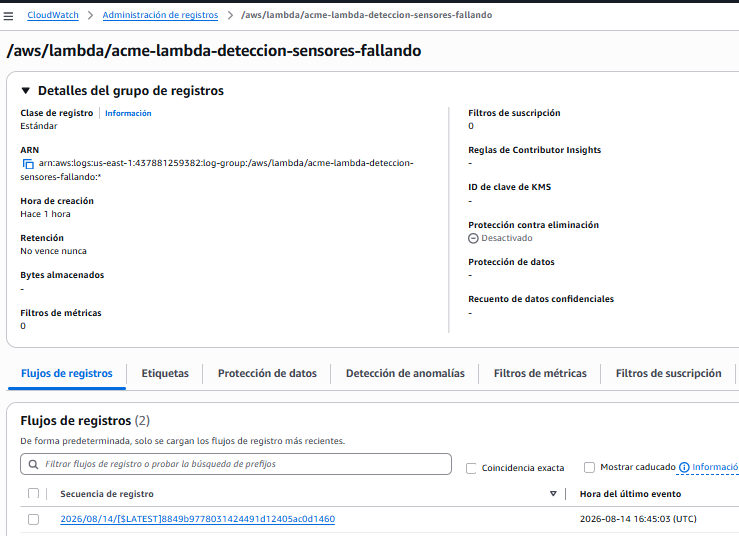 CloudWatch > Administración de registros > /aws/lambda/acme-lambda-deteccion-sensores-fallando
/aws/lambda/acme-lambda-deteccion-sensores-fallando
▼ Detalles del grupo de registros
Clase de registro | Información
Estándar
ARN
arn:aws:logs:us-east-1:437881259382:log-group:/aws/lambda/acme-lambda-deteccion-
sensores-fallando:*
Hora de creación
Hace 1 hora
Retención
No vence nunca
Bytes almacenados
-
Filtros de métricas
0
Filtros de suscripción
0
Reglas de Contributor Insights
-
ID de clave de KMS
-
Protección contra eliminación
Desactivado
Protección de datos
-
Recuento de datos confidenciales
-
Flujos de registros | Etiquetas | Protección de datos | Detección de anomalías | Filtros de métricas | Filtros de suscripción
Flujos de registros (2)
De forma predeterminada, solo se cargan los flujos de registro más recientes.
Filtrar flujos de registro o probar la búsqueda de prefijos
Coincidencia exacta
Mostrar caducado
Informació
Secuencia de registro
Hora del último evento
2026/08/14/[$LATEST]8849b9778031424491d12405ac0d1460
2026-08-14 16:45:03 (UTC)